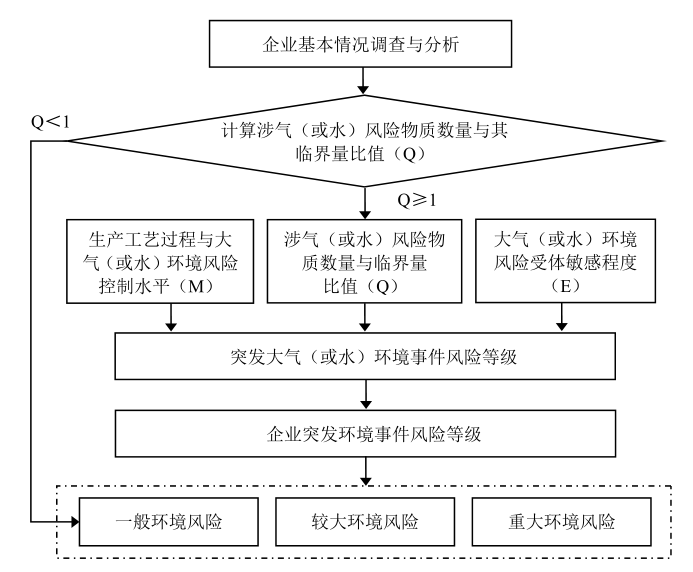 企业基本情况调查与分析
Q＜1
计算涉气（或水）风险物质数量与其
临界量比值（Q）
Q≥1
生产工艺过程与大
气（或水）环境风险
控制水平（M）
涉气（或水）风险物
质数量与临界量
比值（Q）
大气（或水）环境
风险受体敏感程度
（E）
突发大气（或水）环境事件风险等级
企业突发环境事件风险等级
一般环境风险
较大环境风险
重大环境风险